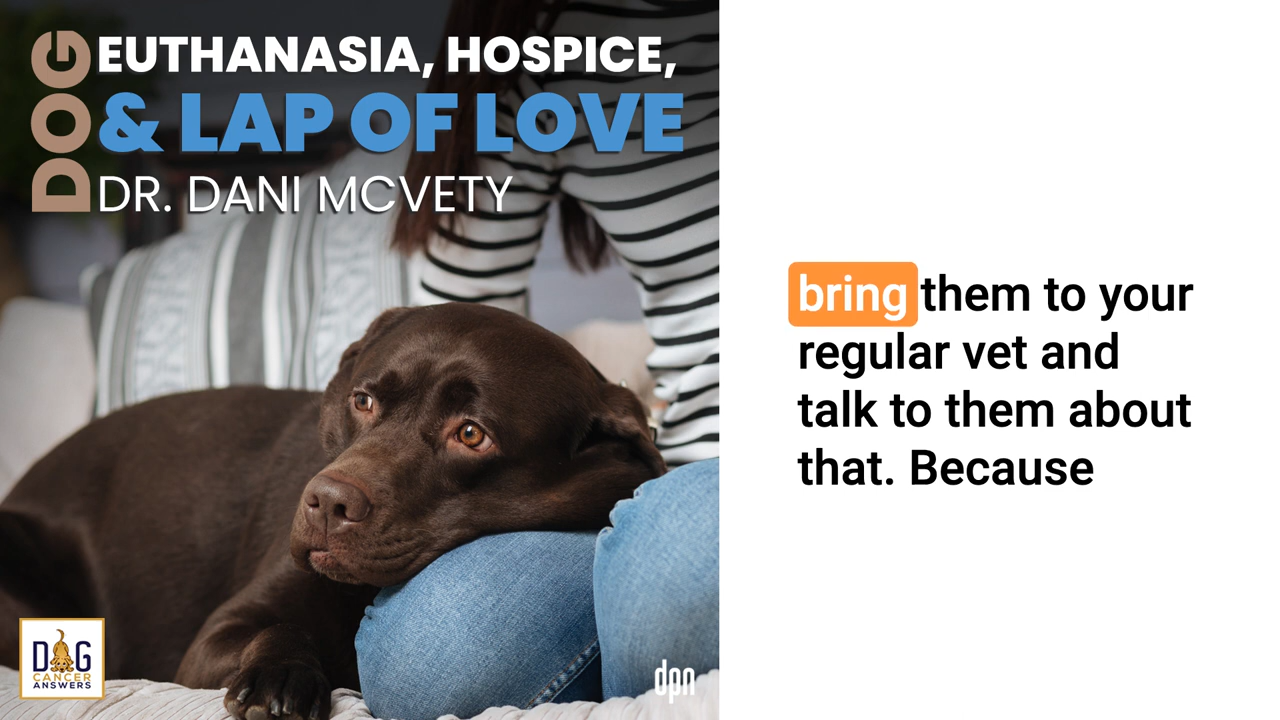 DOG
EUTHANASIA, HOSPICE,
& LAP OF LOVE
DR. DANI MCVETY
bring them to your
regular vet and
talk to them about
that. Because
DOG
CANCER
ANSWERS
dpn